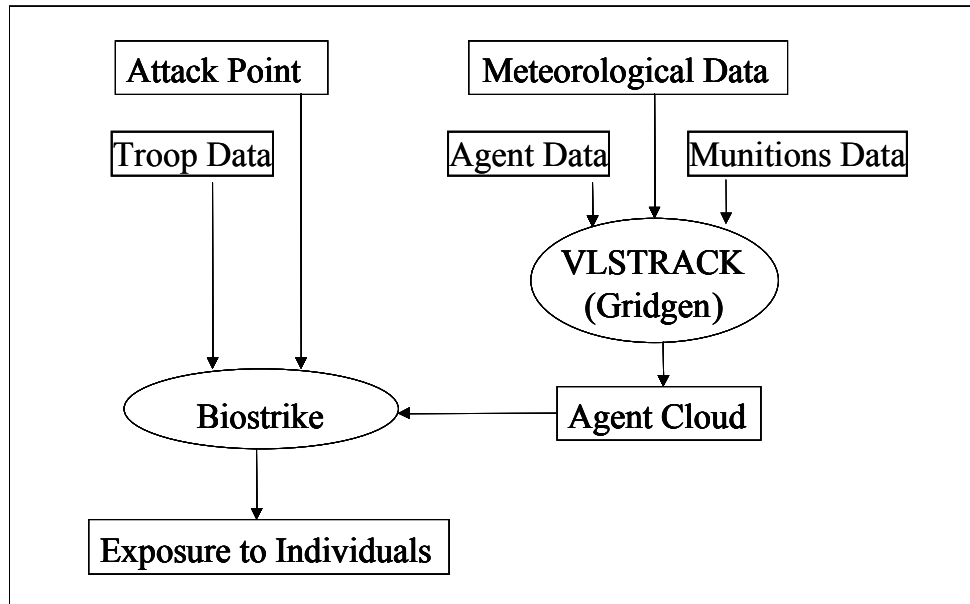 Attack Point
Meteorological Data
Troop Data
Agent Data
Munitions Data
VLSTRACK
(Gridgen)
Biostrike
Agent Cloud
Exposure to Individuals